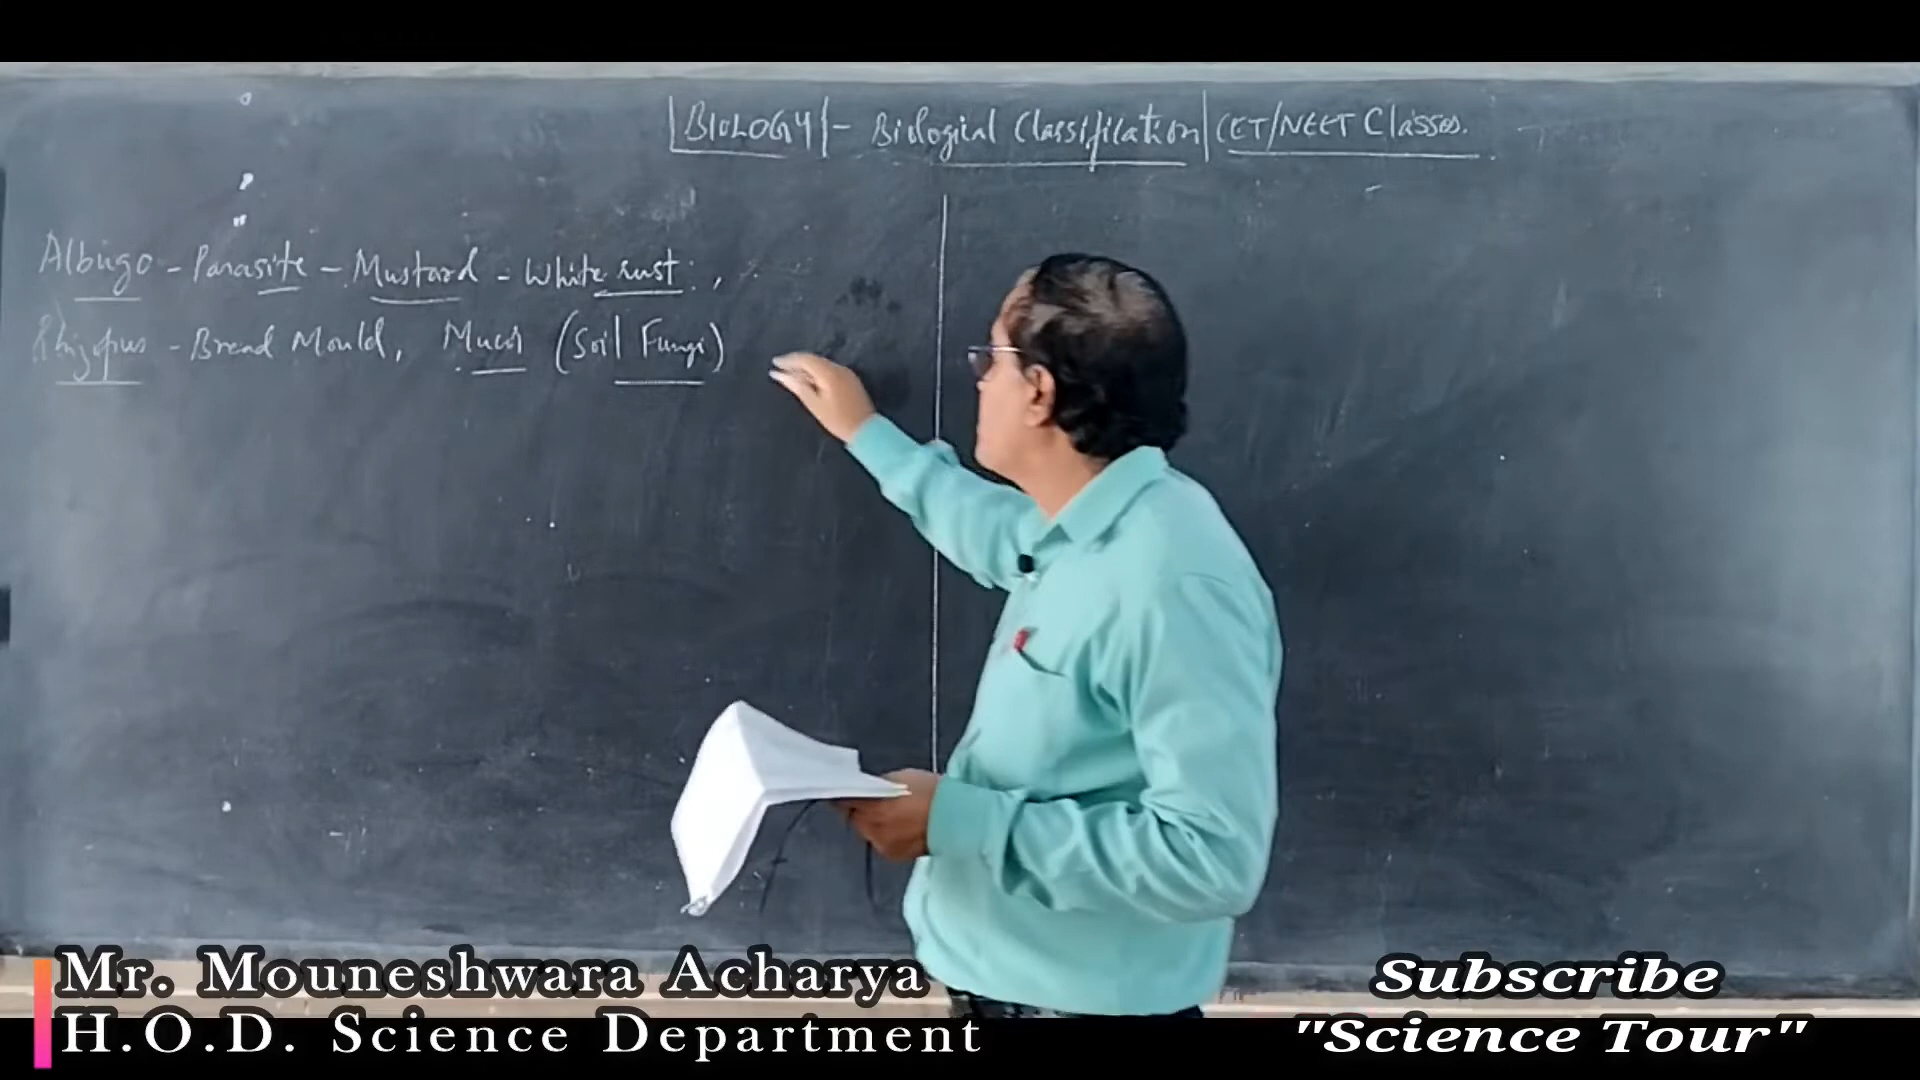 |BIOLOGY| - Biological Classification | CET/NEET Classes.
Albugo - Parasite - Mustard - White rust : ,
Rhizopus - Bread Mould, Mucor (Soil Fungi)
Mr. Mouneshwara Acharya
H.O.D. Science Department
Subscribe
"Science Tour"